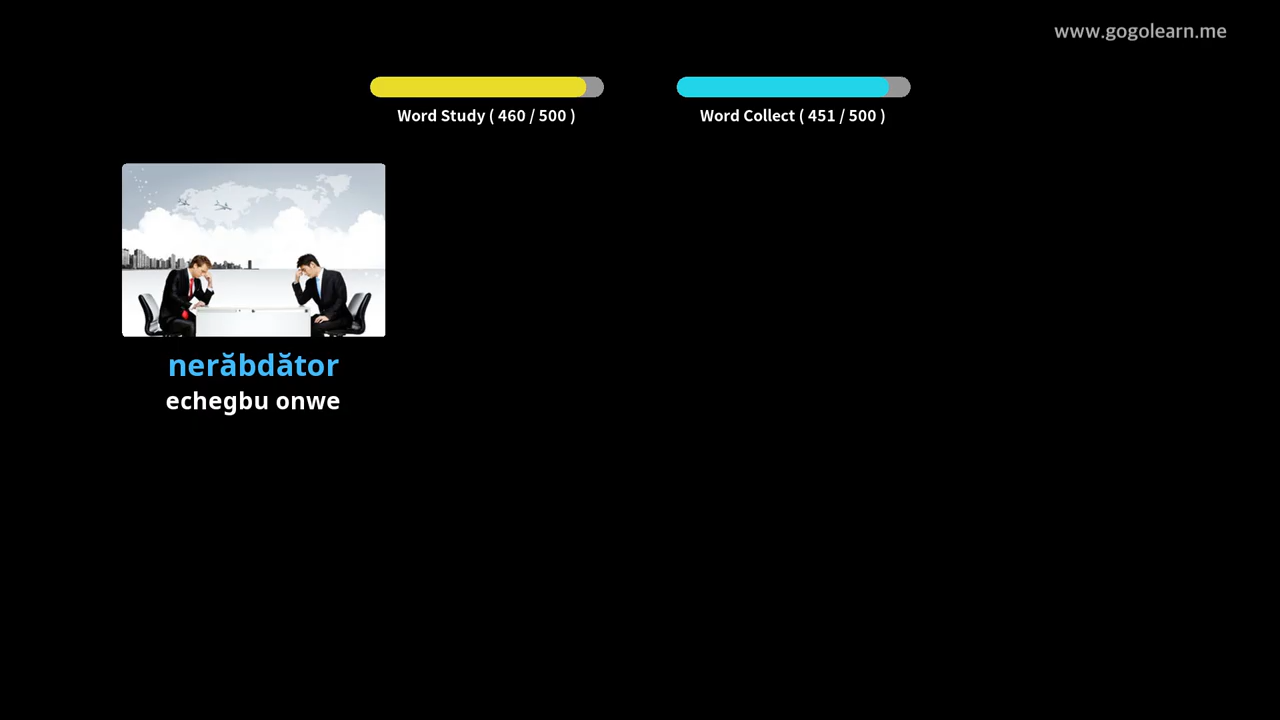 www.gogolearn.me
Word Study ( 460 / 500 )
Word Collect ( 451 / 500 )
nerăbdător
echegbu onwe